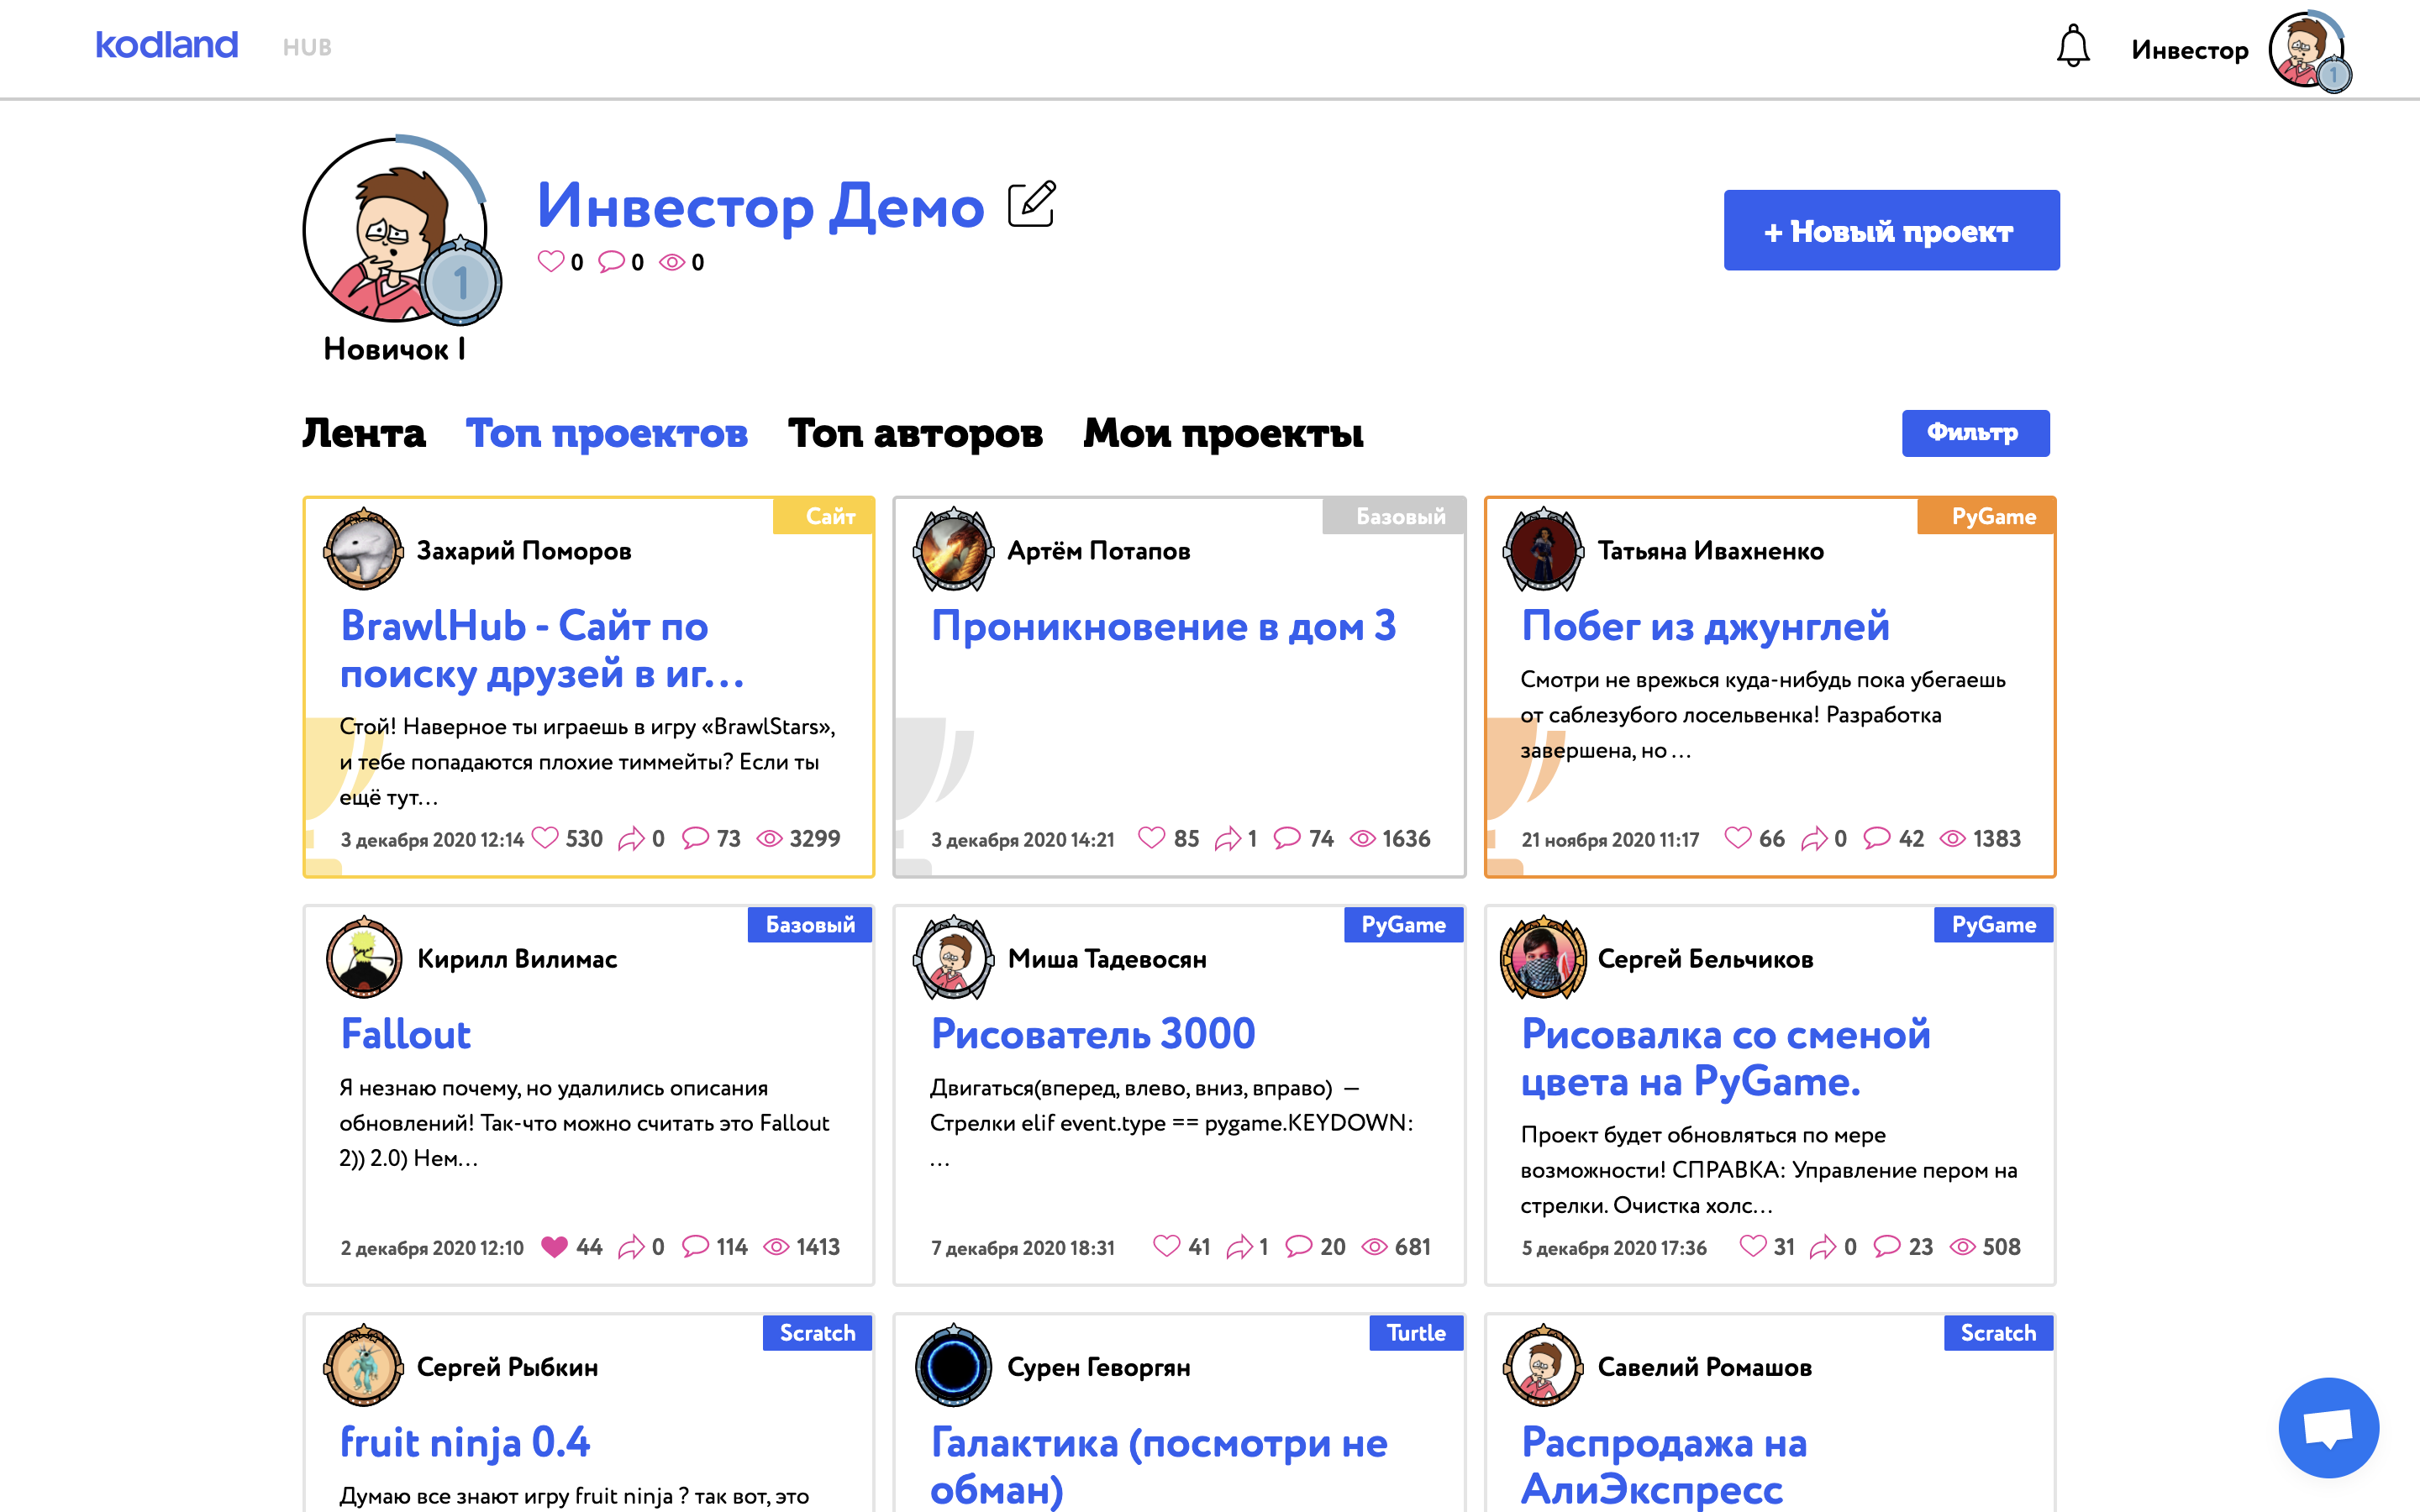 kodland HUB
Инвестор
1
Инвестор Демо
0 0 0
+ Новый проект
1
Новичок I
Лента Топ проектов Топ авторов Мои проекты
Фильтр
Сайт
Захарий Поморов
BrawlHub - Сайт по
поиску друзей в иг...
Стой! Наверное ты играешь в игру «BrawlStars»,
и тебе попадаются плохие тиммейты? Если ты
ещё тут...
3 декабря 2020 12:14 530 0 73 3299
Базовый
Артём Потапов
Проникновение в дом 3
3 декабря 2020 14:21 85 1 74 1636
PyGame
Татьяна Ивахненко
Побег из джунглей
Смотри не врежься куда-нибудь пока убегаешь
от саблезубого лосельвенка! Разработка
завершена, но ...
21 ноября 2020 11:17 66 0 42 1383
Базовый
Кирилл Вилимас
Fallout
Я незнаю почему, но удалились описания
обновлений! Так-что можно считать это Fallout
2)) 2.0) Нем...
2 декабря 2020 12:10 44 0 114 1413
PyGame
Миша Тадевосян
Рисователь 3000
Двигаться(вперед, влево, вниз, вправо) —
Стрелки elif event.type == pygame.KEYDOWN:
...
7 декабря 2020 18:31 41 1 20 681
PyGame
Сергей Бельчиков
Рисовалка со сменой
цвета на PyGame.
Проект будет обновляться по мере
возможности! СПРАВКА: Управление пером на
стрелки. Очистка холс...
5 декабря 2020 17:36 31 0 23 508
Scratch
Сергей Рыбкин
fruit ninja 0.4
Думаю все знают игру fruit ninja ? так вот, это
Turtle
Сурен Геворгян
Галактика (посмотри не
обман)
Scratch
Савелий Ромашов
Распродажа на
АлиЭкспресс